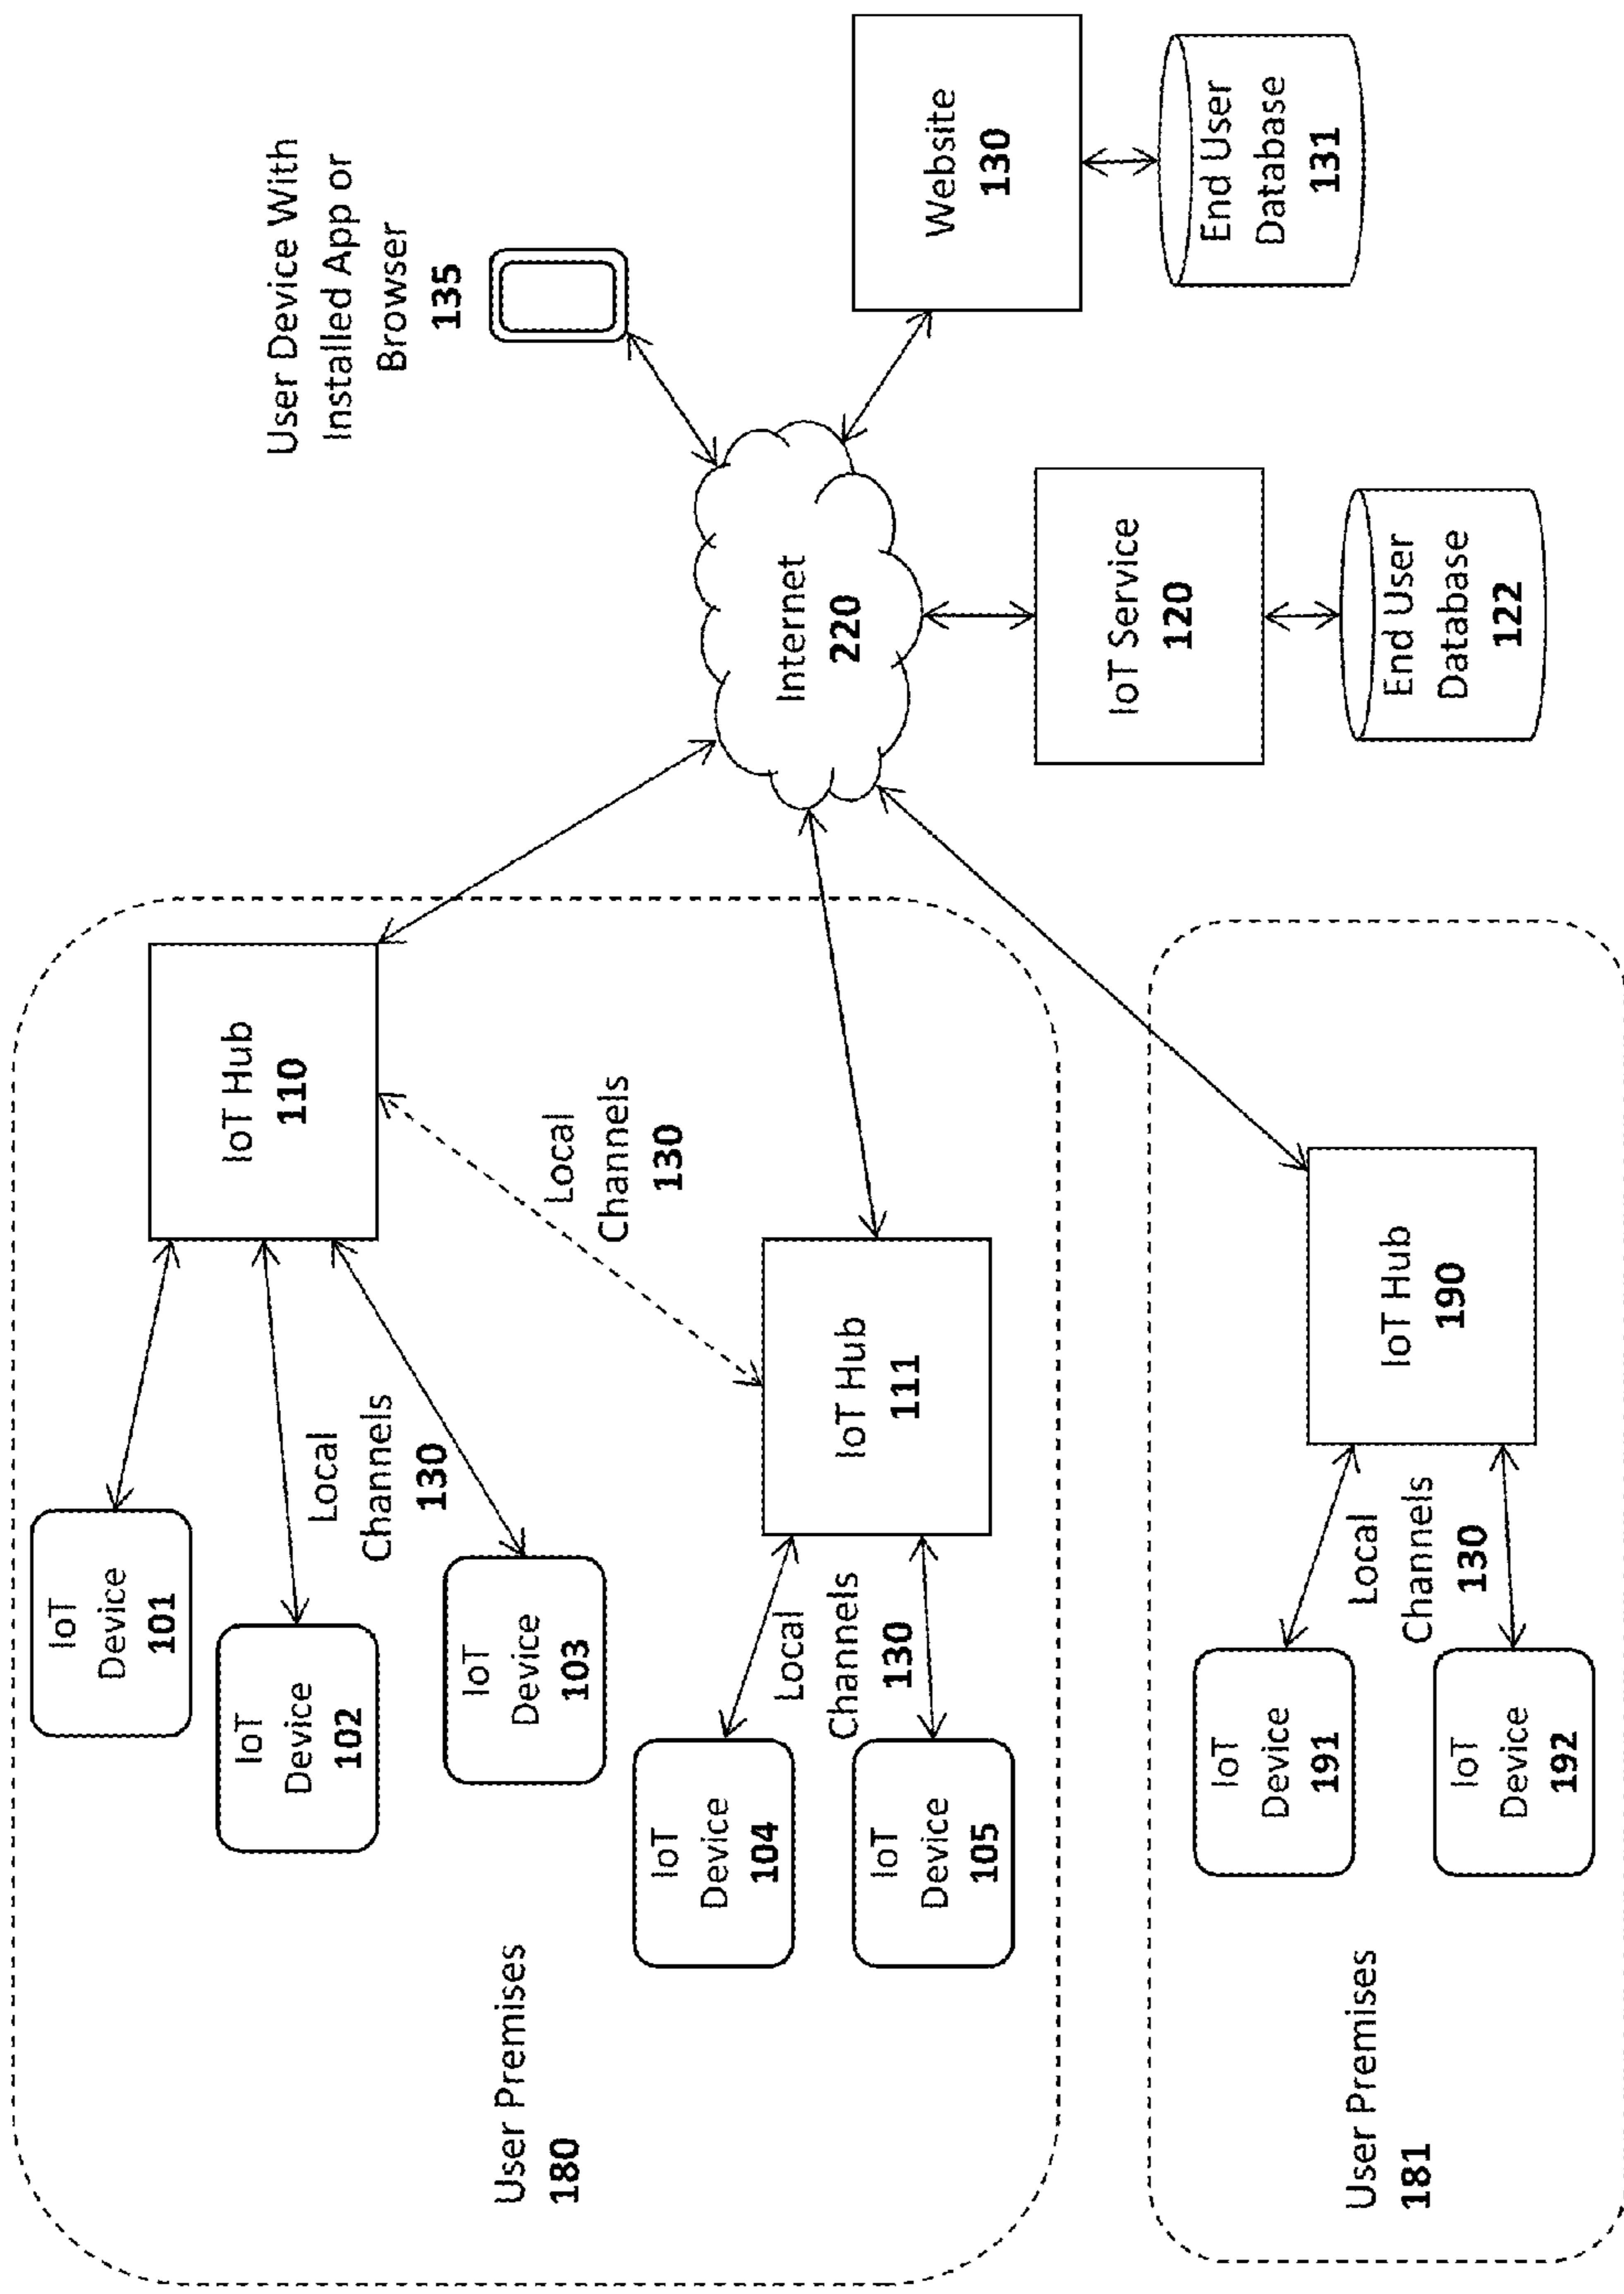 User Premises
180
IoT
Device
101
IoT
Device
102
IoT
Device
103
Local
Channels
130
IoT Hub
110
IoT
Device
104
IoT
Device
105
Local
Channels
130
IoT Hub
111
Local
Channels
130
User Premises
181
IoT
Device
191
IoT
Device
192
Local
Channels
130
IoT Hub
190
Internet
220
User Device With
Installed App or
Browser
135
Website
130
End User
Database
131
IoT Service
120
End User
Database
122